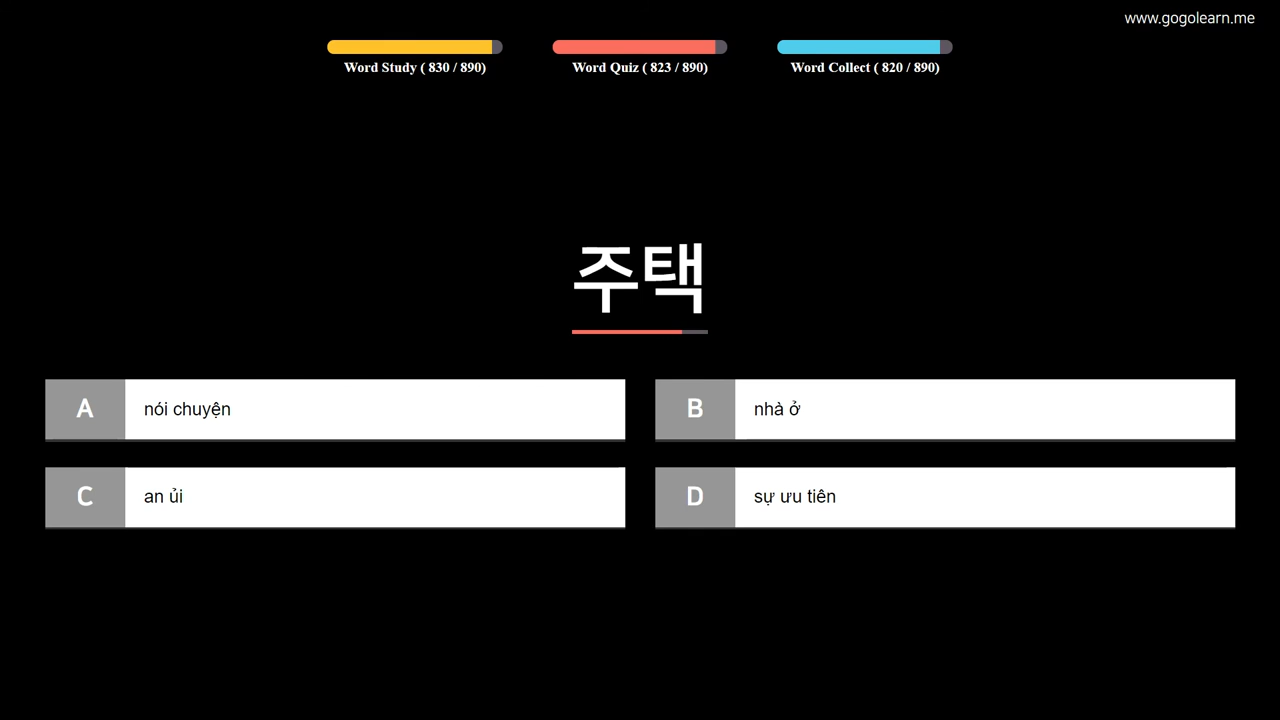 www.gogolearn.me
Word Study ( 830 / 890)
Word Quiz ( 823 / 890)
Word Collect ( 820 / 890)
주택
A nói chuyện
B nhà ở
C an ủi
D sự ưu tiên